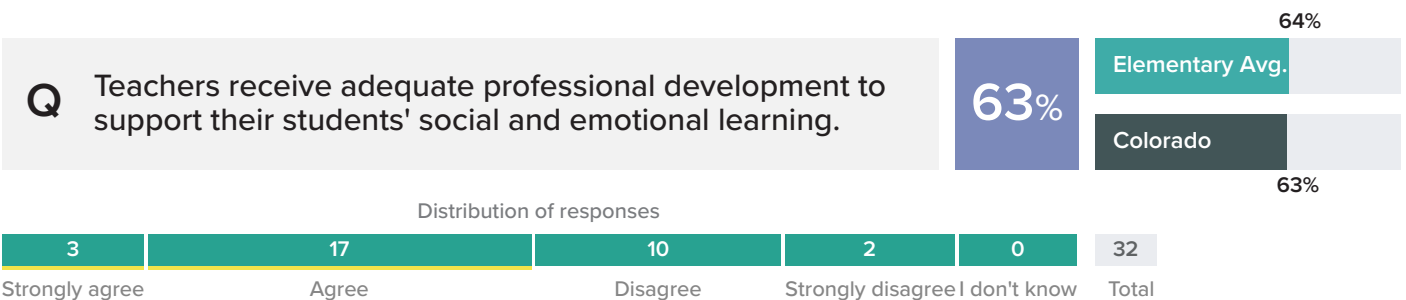 64%
Q
Teachers receive adequate professional development to
support their students' social and emotional learning.
63%
Elementary Avg.
Colorado
63%
Distribution of responses
3 17 10 2 0 32
Strongly agree Agree Disagree Strongly disagree I don't know Total